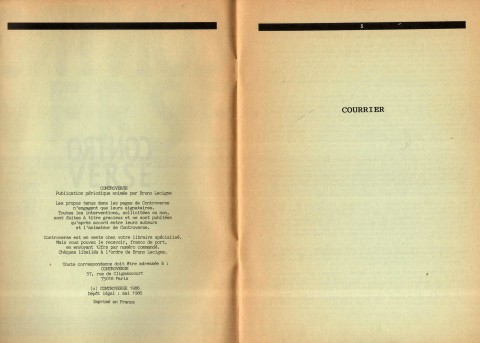 CONTROVERSE
Publication périodique animée par Bruno Lecigne
Les propos tenus dans les pages de Controverse
n'engagent que leurs signataires.
Toutes les interventions, sollicitées ou non,
sont faites à titre gracieux et ne sont publiées
qu'après accord entre leurs auteurs
et l'animateur de Controverse.
Controverse est en vente chez votre libraire spécialisé.
Mais vous pouvez le recevoir, franco de port,
en envoyant frs par numéro commandé.
Chèques libellés à l'ordre de Bruno Lecigne.
Toute correspondance doit être adressée à :
CONTROVERSE
57, rue de Clignancourt
75018 Paris
(c) CONTROVERSE 1985
Dépôt légal : mai 1985
Imprimé en France
1
COURRIER